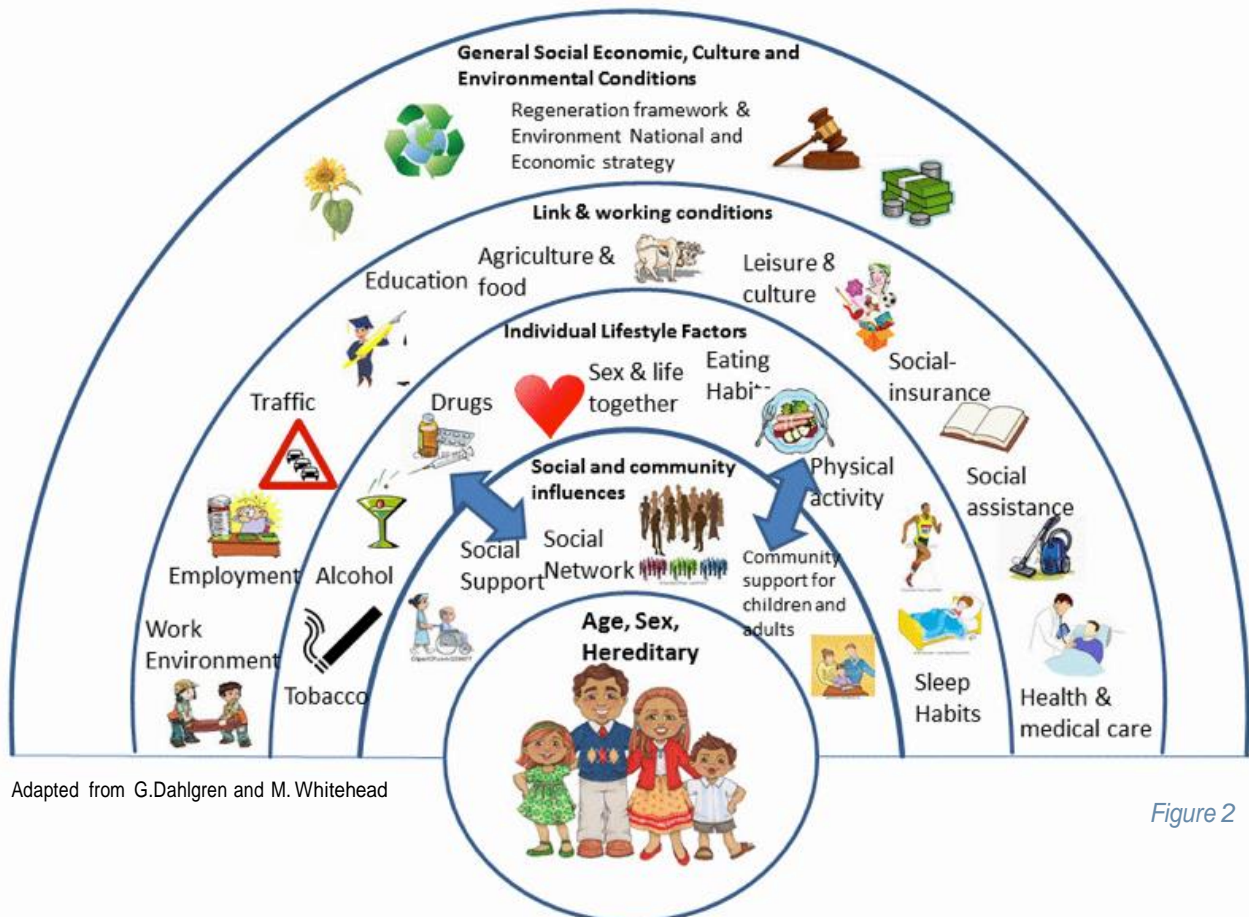 General Social Economic, Culture and
Environmental Conditions
Regeneration framework &
Environment National and
Economic strategy
Link & working conditions
Education
Agriculture &
food
Leisure &
culture
Individual Lifestyle Factors
Social-
insurance
Traffic
Drugs
Sex & life
together
Eating
Social and community
influences
Physical
activity
Social
assistance
Employment
Alcohol
Social
Support
Social
Network
Community
support for
children and
adults
Work
Environment
Tobacco
Age, Sex,
Hereditary
Sleep
Habits
Health &
medical care
Adapted from G.Dahlgren and M. Whitehead
Figure 2